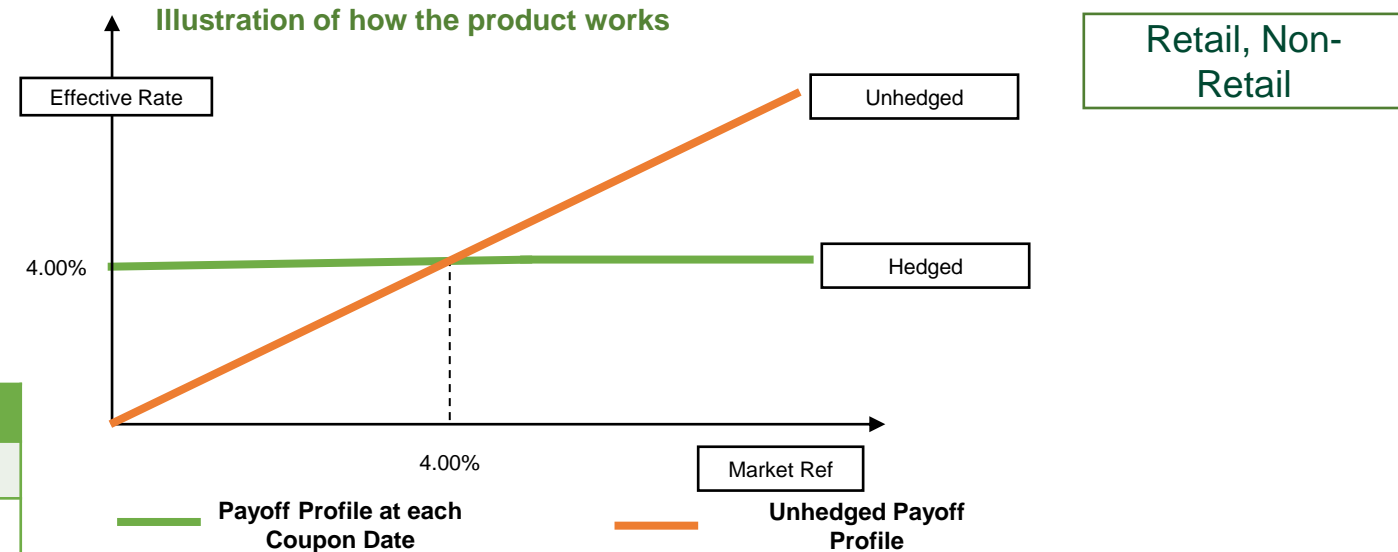 Illustration of how the product works
Retail, Non-
Retail
Effective Rate
Unhedged
4.00%
Hedged
4.00%
Market Ref
Payoff Profile at each
Coupon Date
Unhedged Payoff
Profile